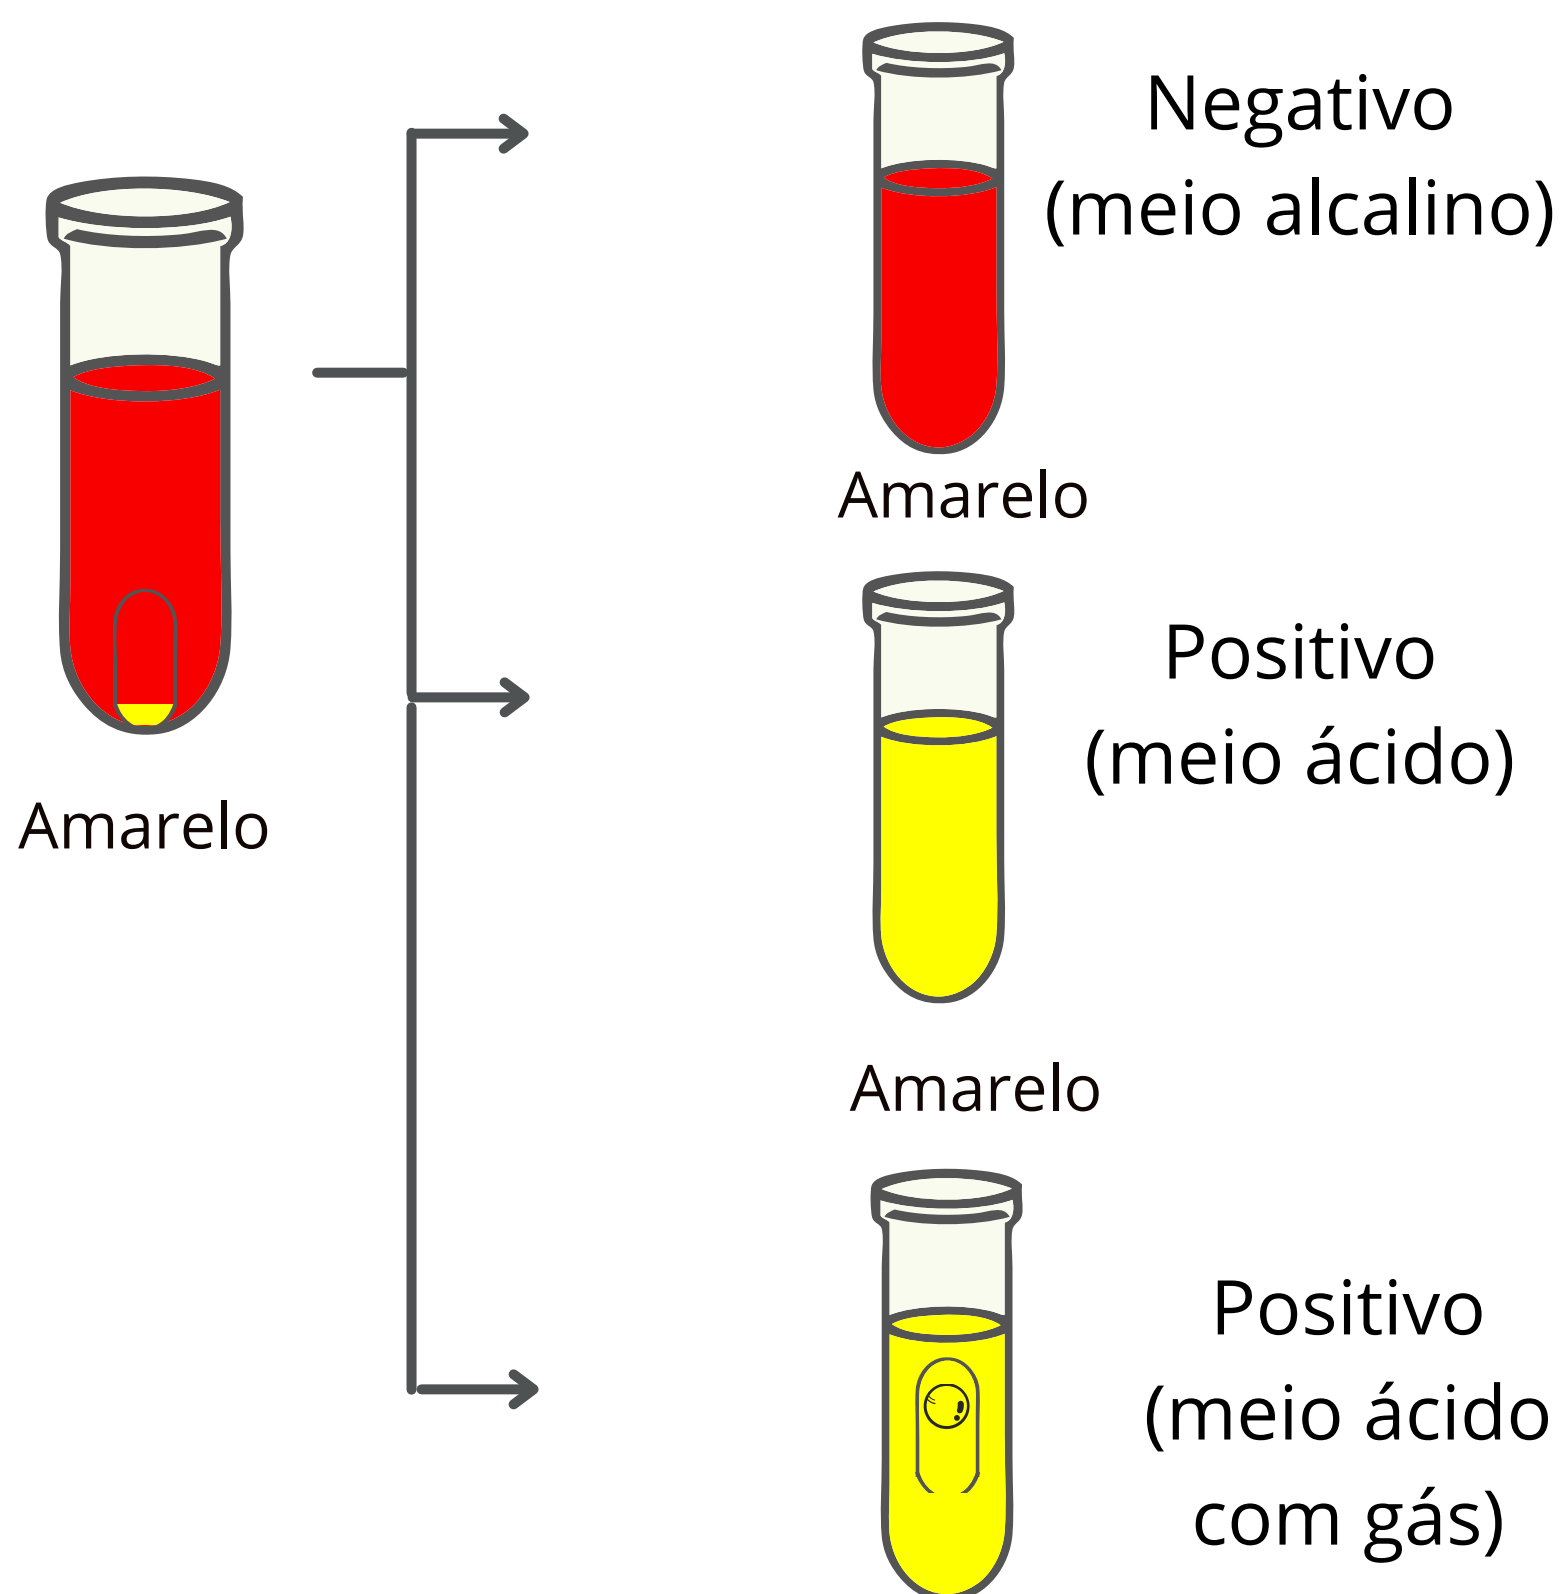 Negativo
(meio alcalino)
Amarelo
Amarelo
Positivo
(meio ácido)
Amarelo
Positivo
(meio ácido
com gás)